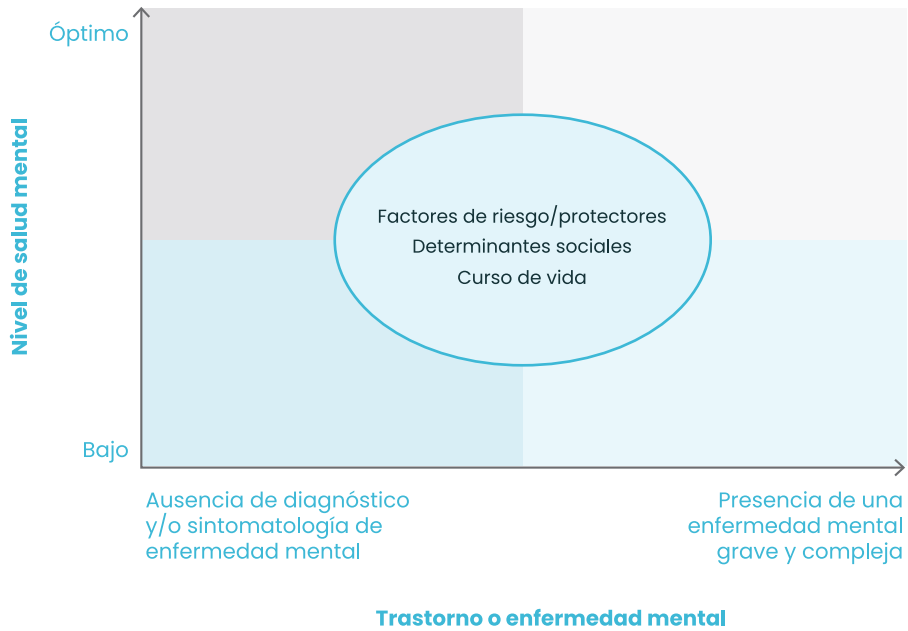 Óptimo
Nivel de salud mental
Factores de riesgo/protectores
Determinantes sociales
Curso de vida
Bajo
Ausencia de diagnóstico
y/o sintomatología de
enfermedad mental
Presencia de una
enfermedad mental
grave y compleja
Trastorno o enfermedad mental